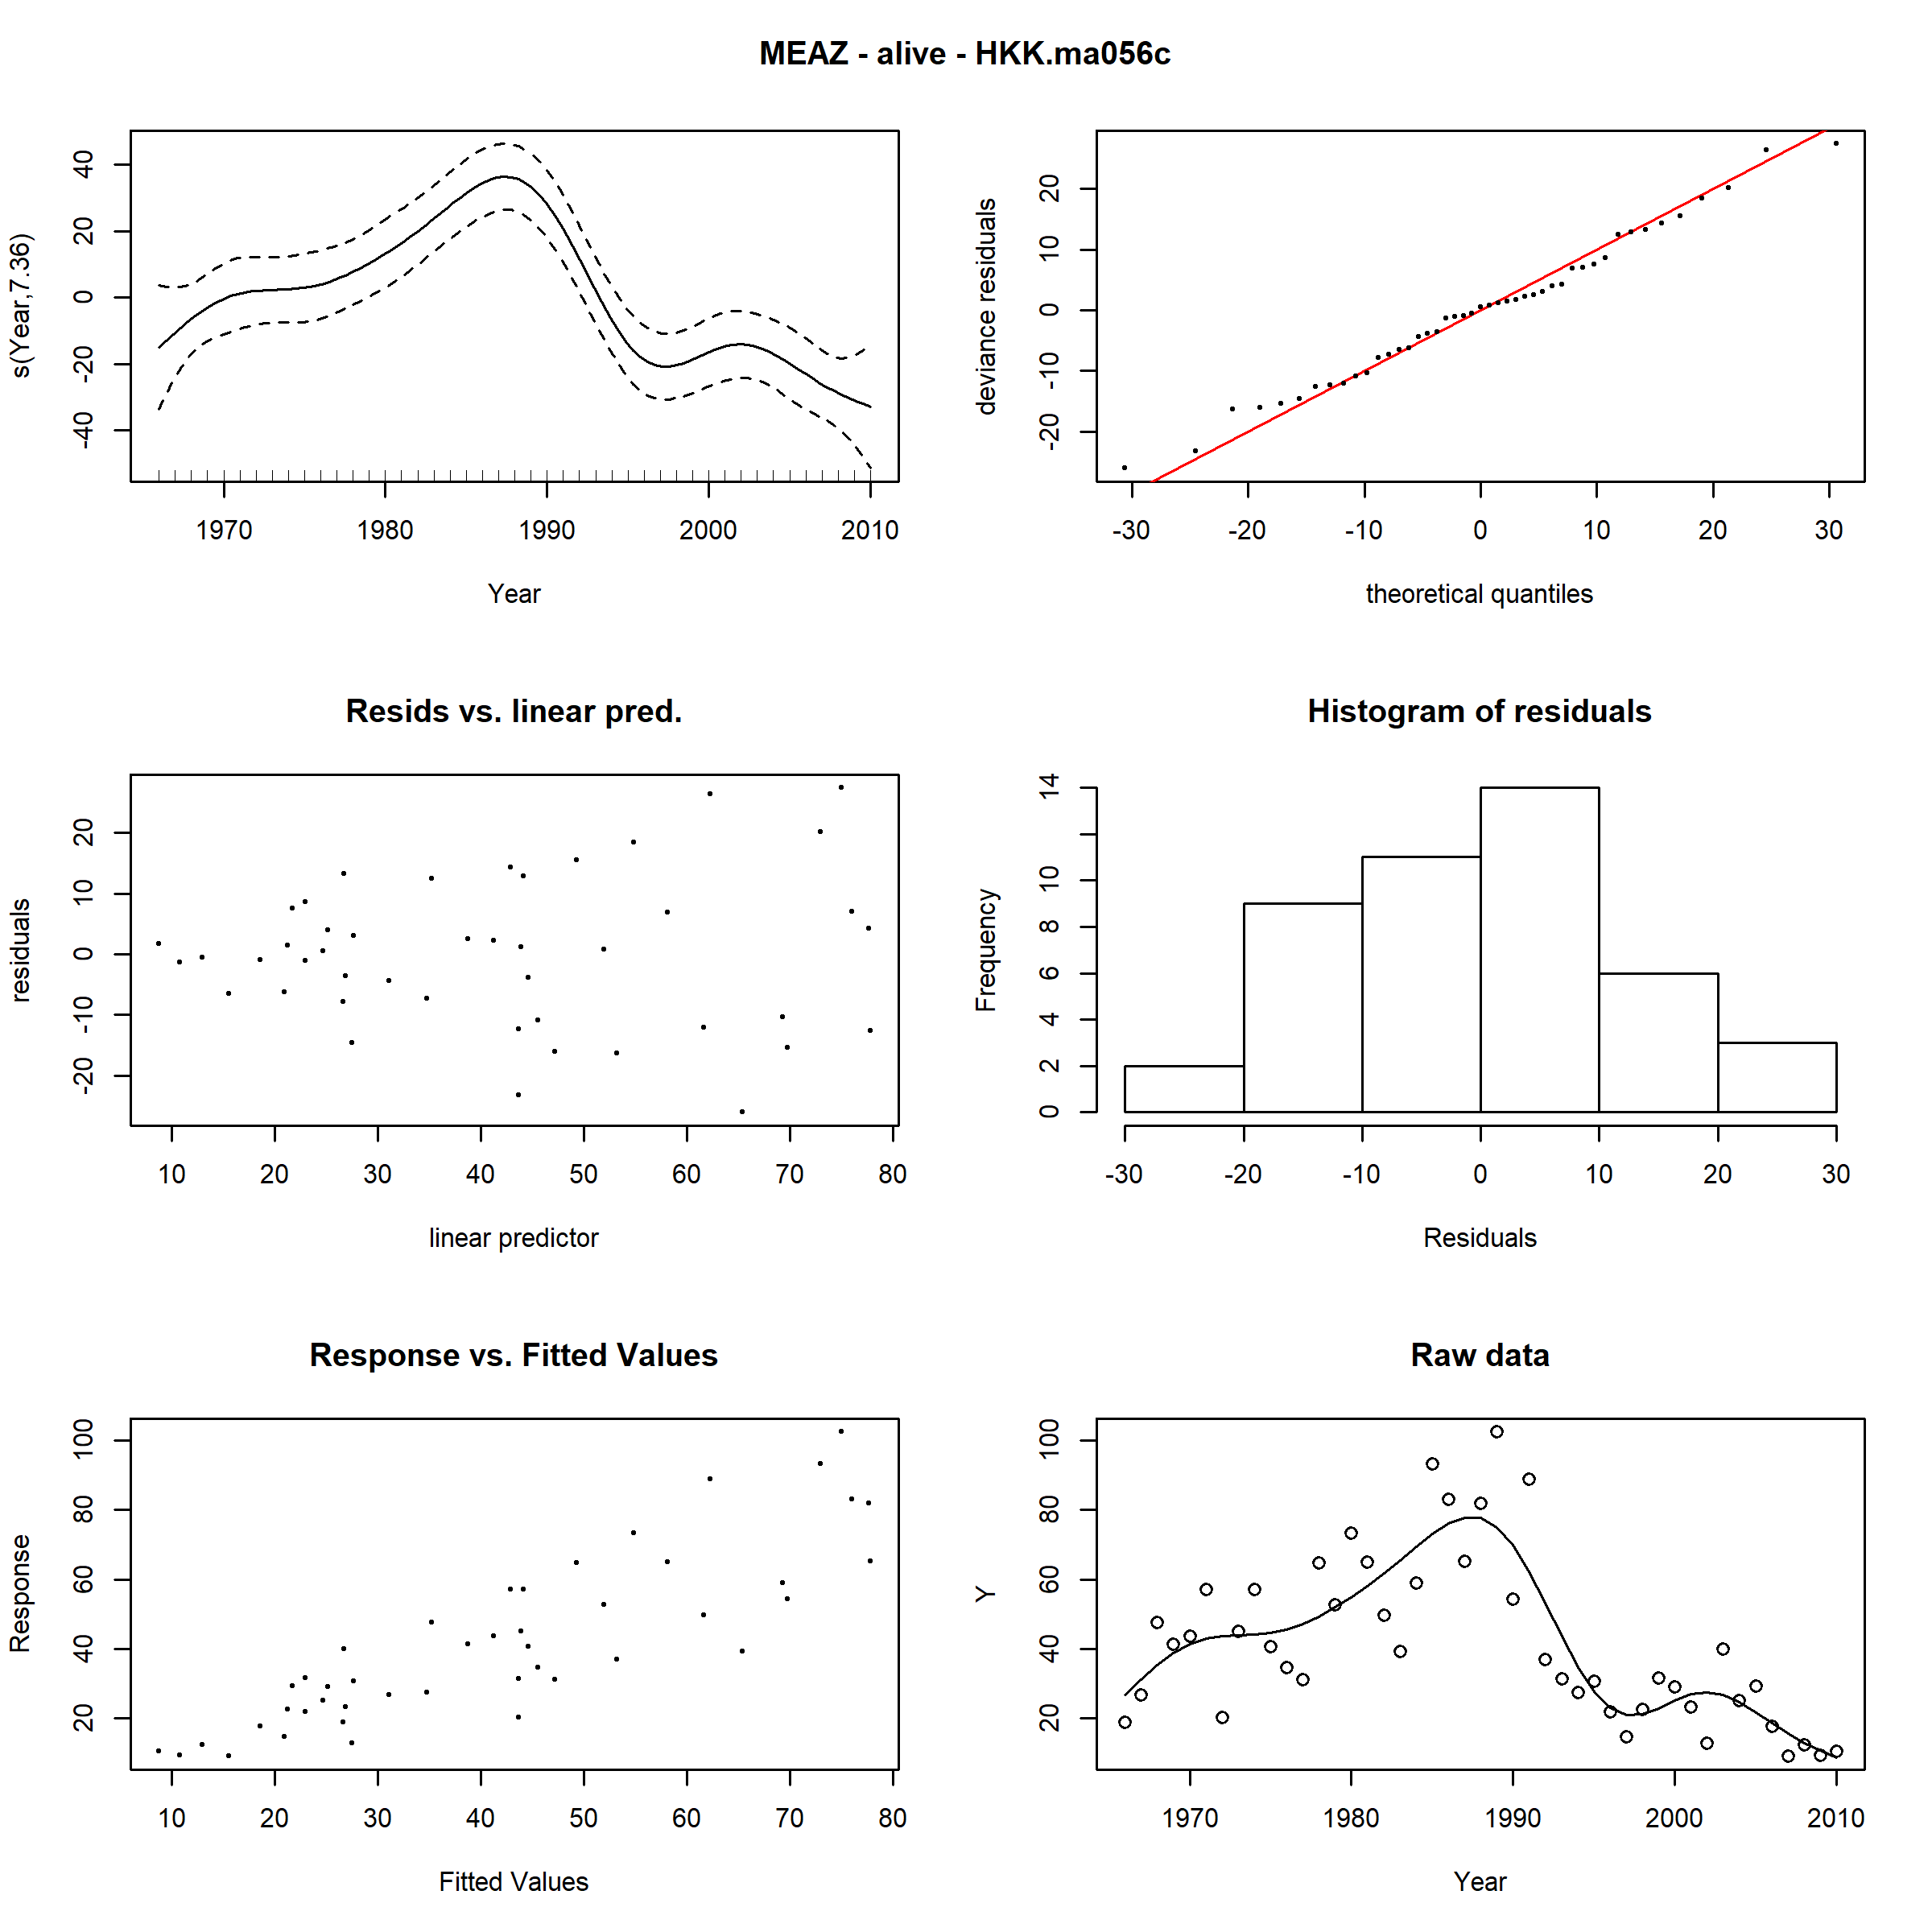 MEAZ - alive - HKK.ma056c
s(Year,7.36)
40
20
0
-20
-40
1970 1980 1990 2000 2010
Year
deviance residuals
20
10
0
-10
-20
-30 -20 -10 0 10 20 30
theoretical quantiles
Resids vs. linear pred.
residuals
20
10
0
-10
-20
10 20 30 40 50 60 70 80
linear predictor
Histogram of residuals
Frequency
14
10
8
6
4
2
0
-30 -20 -10 0 10 20 30
Residuals
Response vs. Fitted Values
Response
100
80
60
40
20
10 20 30 40 50 60 70 80
Fitted Values
Raw data
Y
100
80
60
40
20
1970 1980 1990 2000 2010
Year